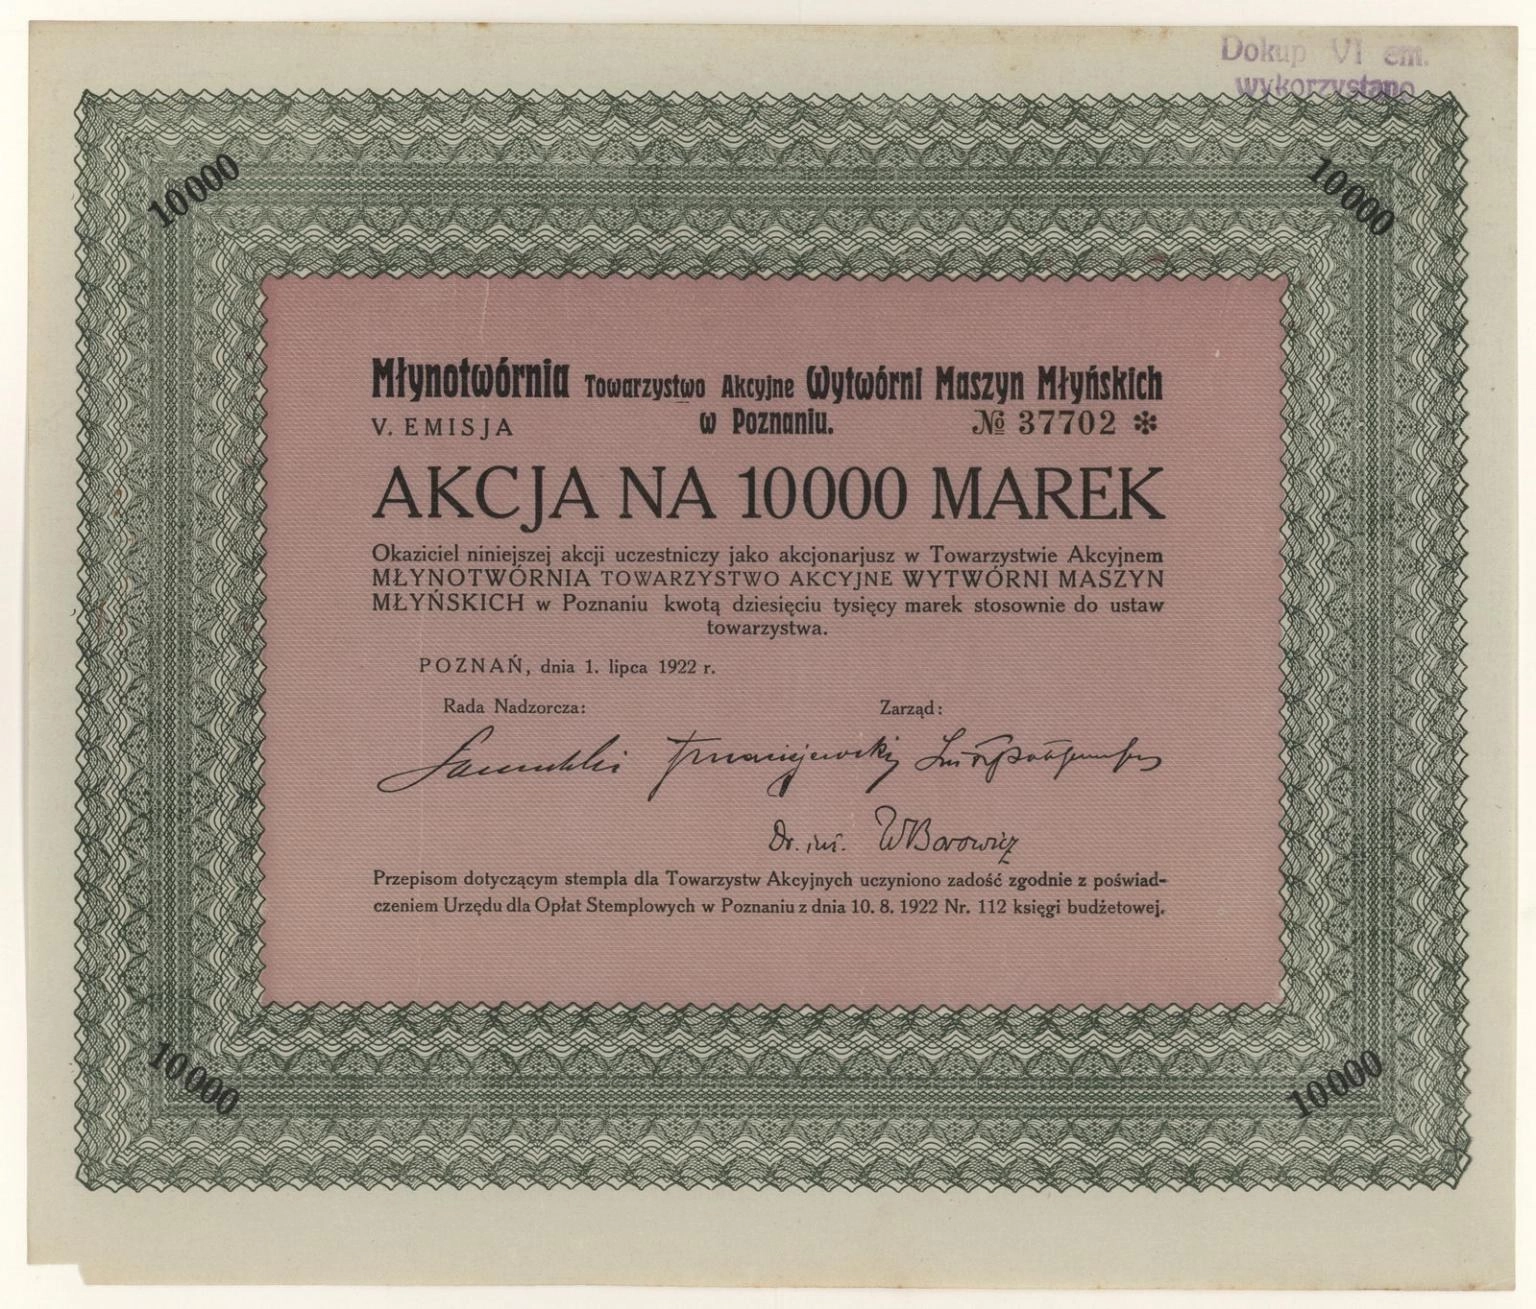 Dokup VI em.
wykorzystano
10000
10000
Młynotwórnia Towarzystwo Akcyjne Wytwórni Maszyn Młyńskich
V. EMISJA w Poznaniu. № 37702 ✻
AKCJA NA 10000 MAREK
Okaziciel niniejszej akcji uczestniczy jako akcjonarjusz w Towarzystwie Akcyjnem
MŁYNOTWÓRNIA TOWARZYSTWO AKCYJNE WYTWÓRNI MASZYN
MŁYŃSKICH w Poznaniu kwotą dziesięciu tysięcy marek stosownie do ustaw
towarzystwa.
POZNAŃ, dnia 1. lipca 1922 r.
Rada Nadzorcza: Zarząd:
Dr. inż. W Borowicz
Przepisom dotyczącym stempla dla Towarzystw Akcyjnych uczyniono zadość zgodnie z poświad-
czeniem Urzędu dla Opłat Stemplowych w Poznaniu z dnia 10. 8. 1922 Nr. 112 księgi budżetowej.
10000
10000